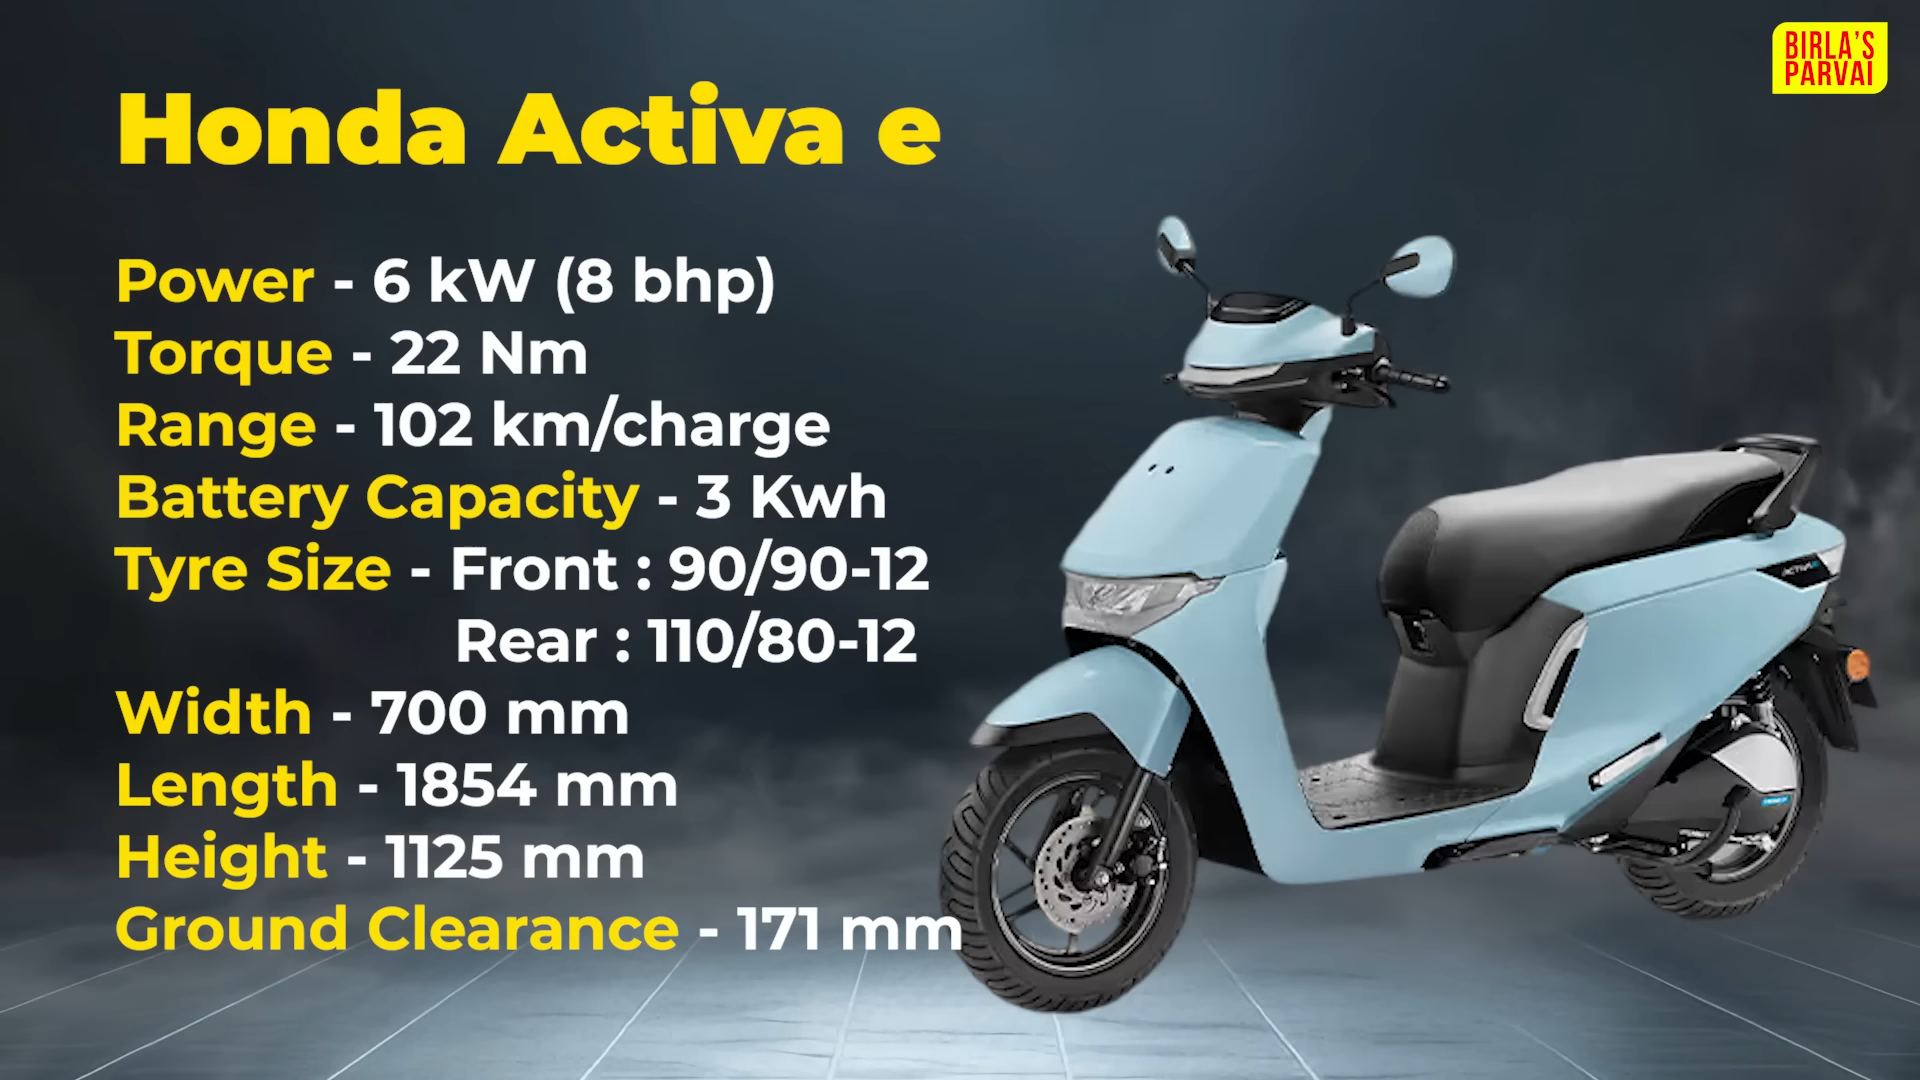 BIRLA'S
PARVAI
Honda Activa e
Power - 6 kW (8 bhp)
Torque - 22 Nm
Range - 102 km/charge
Battery Capacity - 3 Kwh
Tyre Size - Front : 90/90-12
Rear : 110/80-12
Width - 700 mm
Length - 1854 mm
Height - 1125 mm
Ground Clearance - 171 mm
ACTIVA e